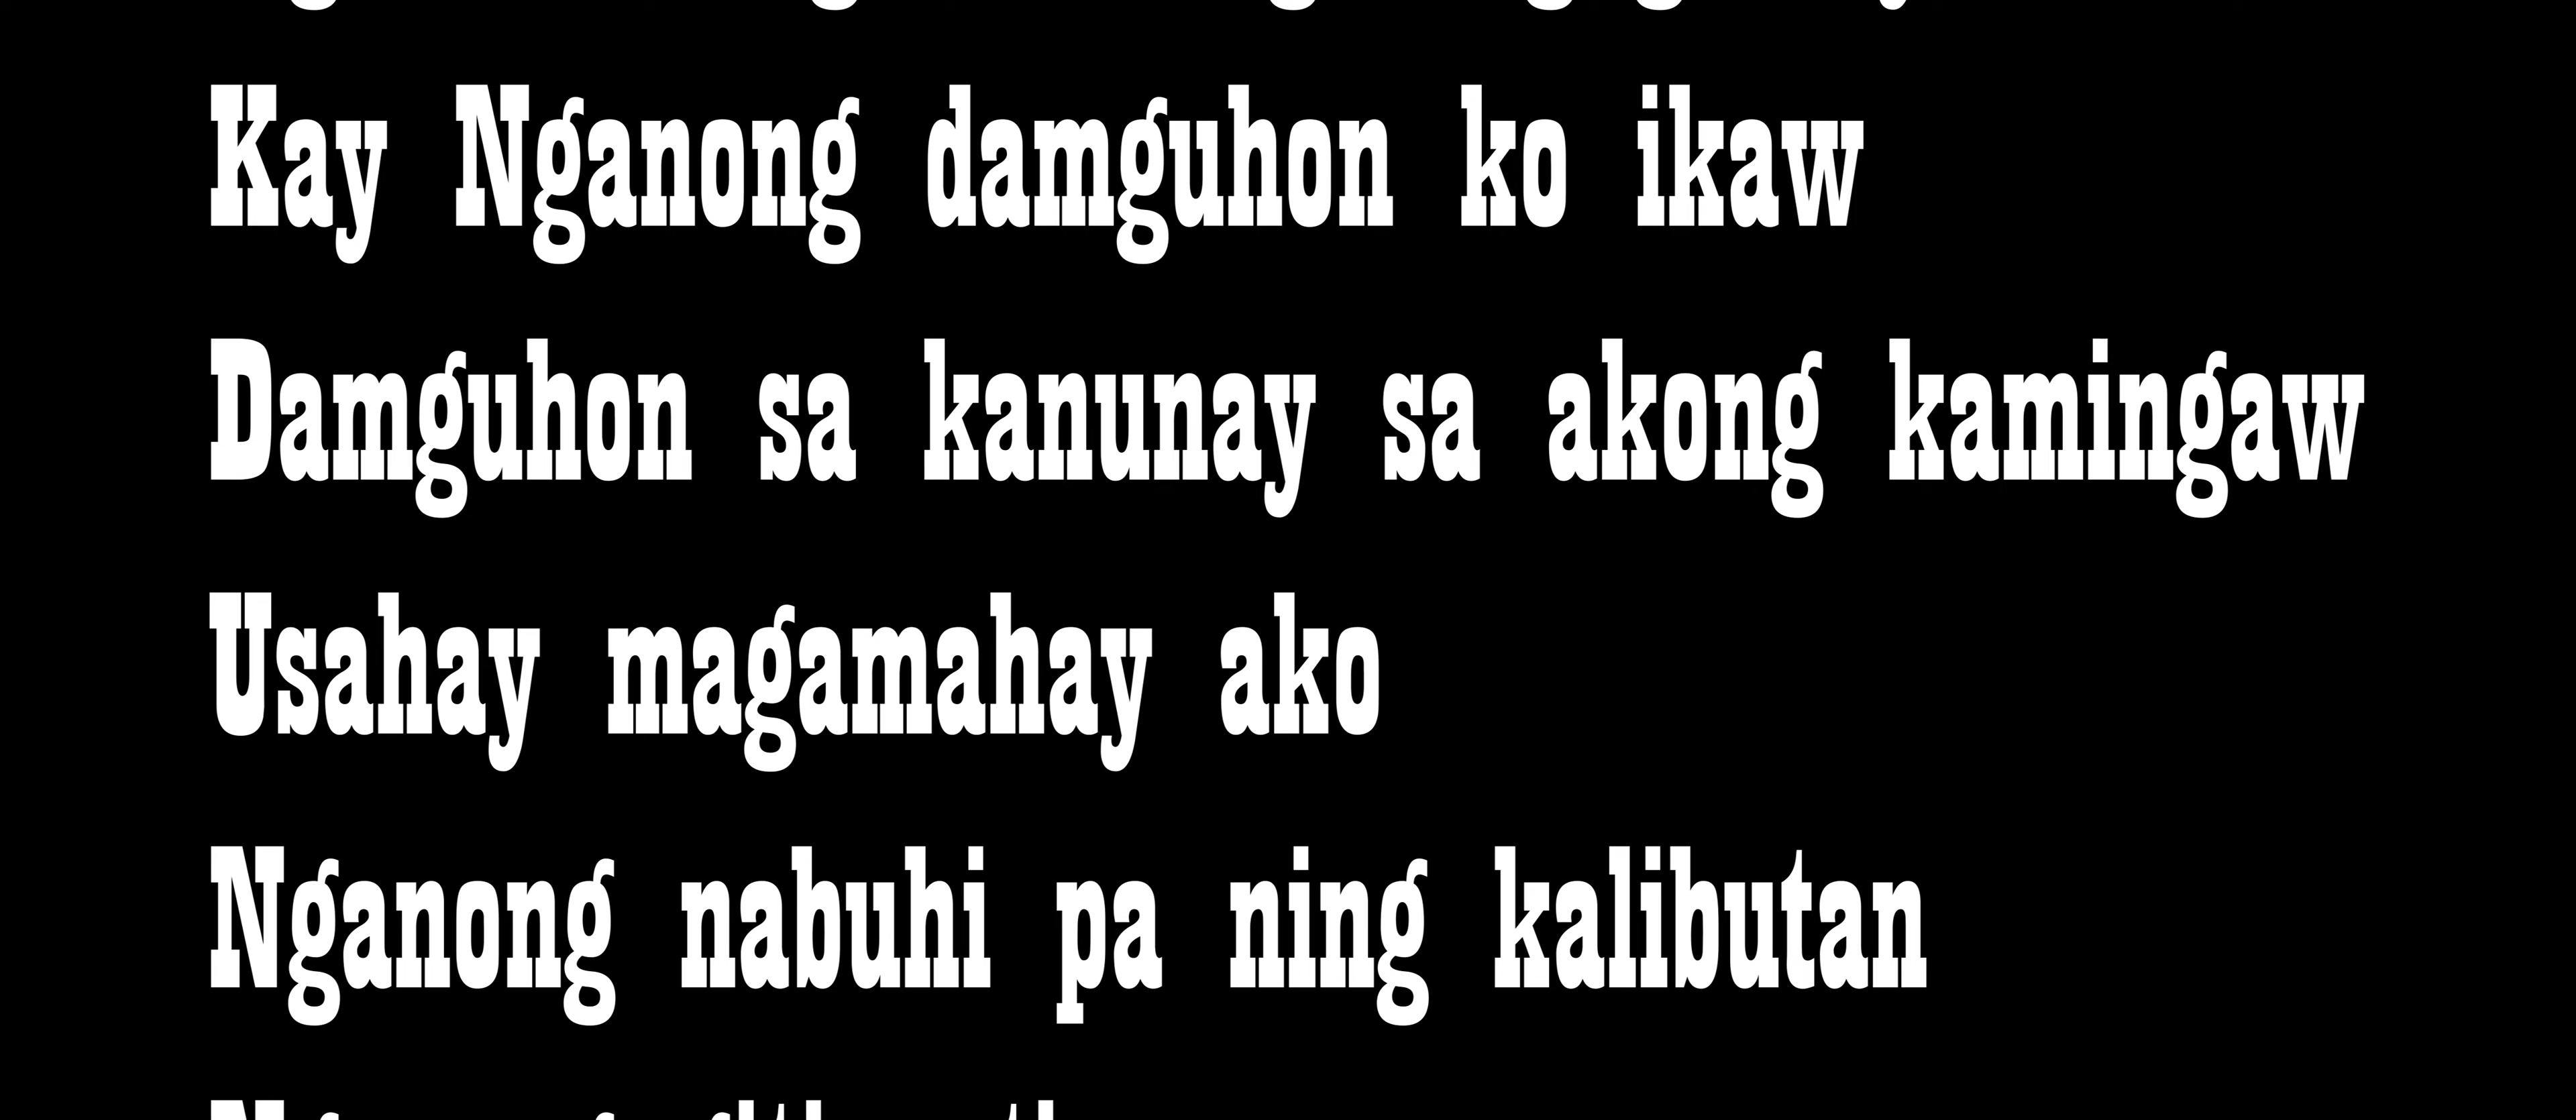 Kay Nganong damguhon ko ikaw
Damguhon sa kanunay sa akong kamingaw
Usahay magamahay ako
Nganong nabuhi pa ning kalibutan